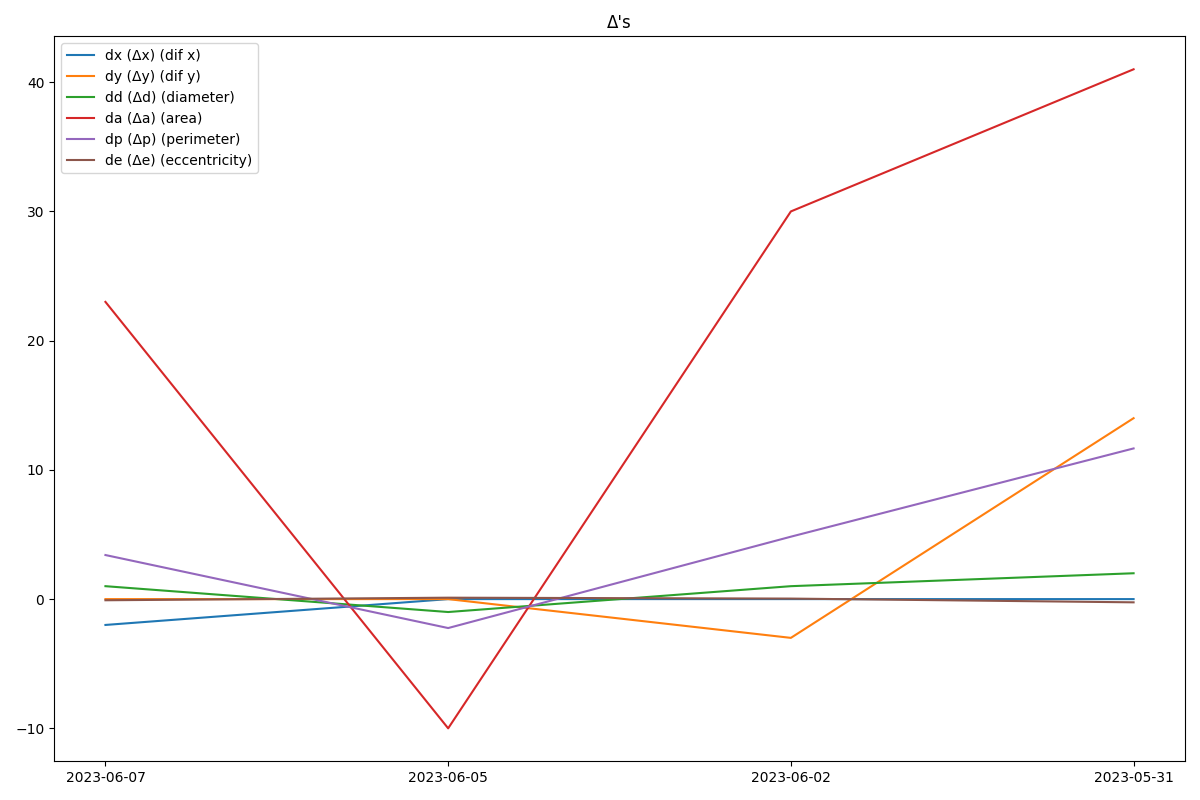 Δ's
dx (Δx) (dif x)
dy (Δy) (dif y)
dd (Δd) (diameter)
da (Δa) (area)
dp (Δp) (perimeter)
de (Δe) (eccentricity)
40
30
20
10
0
−10
2023-06-07 2023-06-05 2023-06-02 2023-05-31